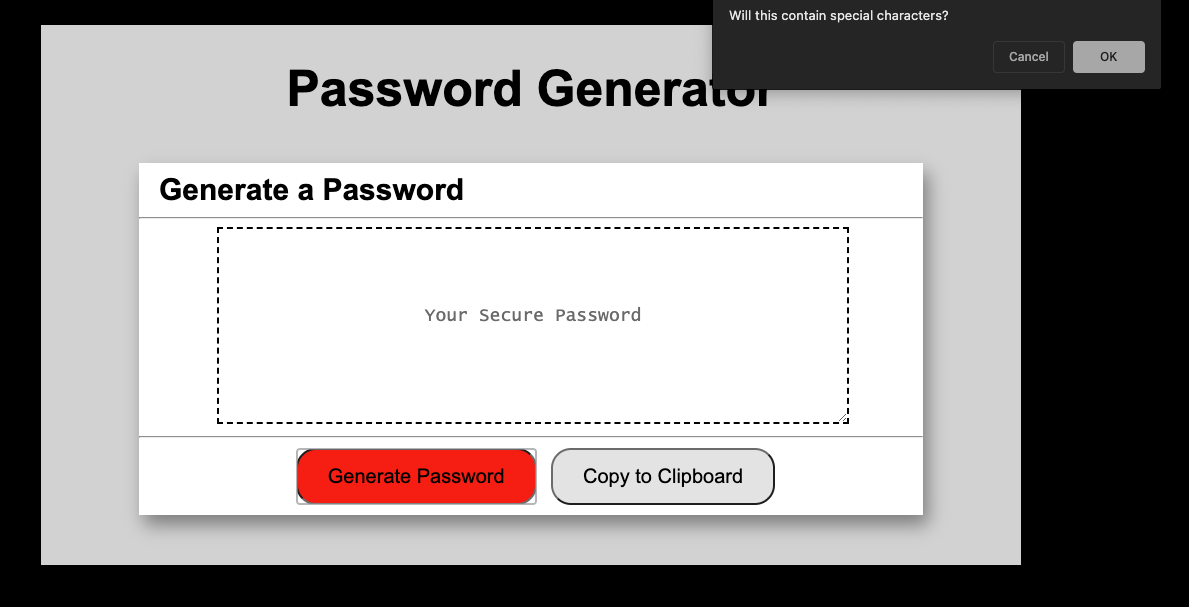 Will this contain special characters?
Cancel
OK
Password Generator
Generate a Password
Your Secure Password
Generate Password
Copy to Clipboard